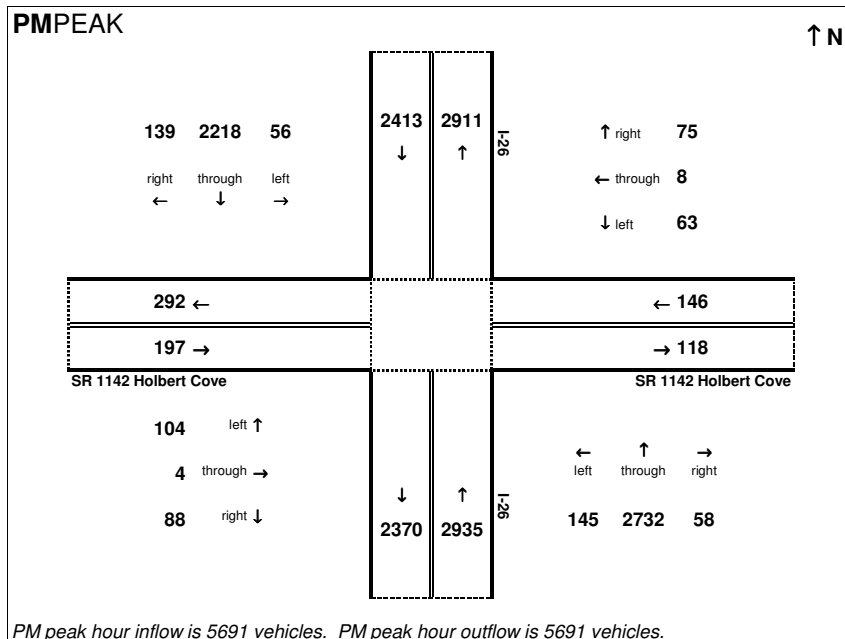 PMPEAK
↑ N
139 2218 56
right through left
← ↓ →
2413 2911
↓ ↑
I-26
↑ right 75
← through 8
↓ left 63
292 ←
← 146
197 →
→ 118
SR 1142 Holbert Cove
SR 1142 Holbert Cove
104 left ↑
4 through →
88 right ↓
↓ ↑
2370 2935
I-26
← ↑ →
left through right
145 2732 58
PM peak hour inflow is 5691 vehicles. PM peak hour outflow is 5691 vehicles.